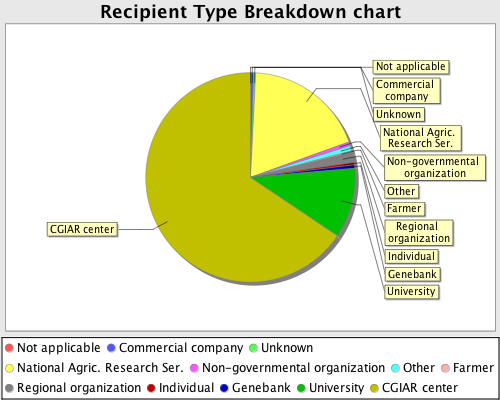 Recipient Type Breakdown chart
Not applicable
Commercial
company
Unknown
National Agric.
Research Ser.
Non-governmental
organization
Other
Farmer
Regional
organization
Individual
Genebank
University
CGIAR center
Not applicable Commercial company Unknown
National Agric. Research Ser. Non-governmental organization Other Farmer
Regional organization Individual Genebank University CGIAR center